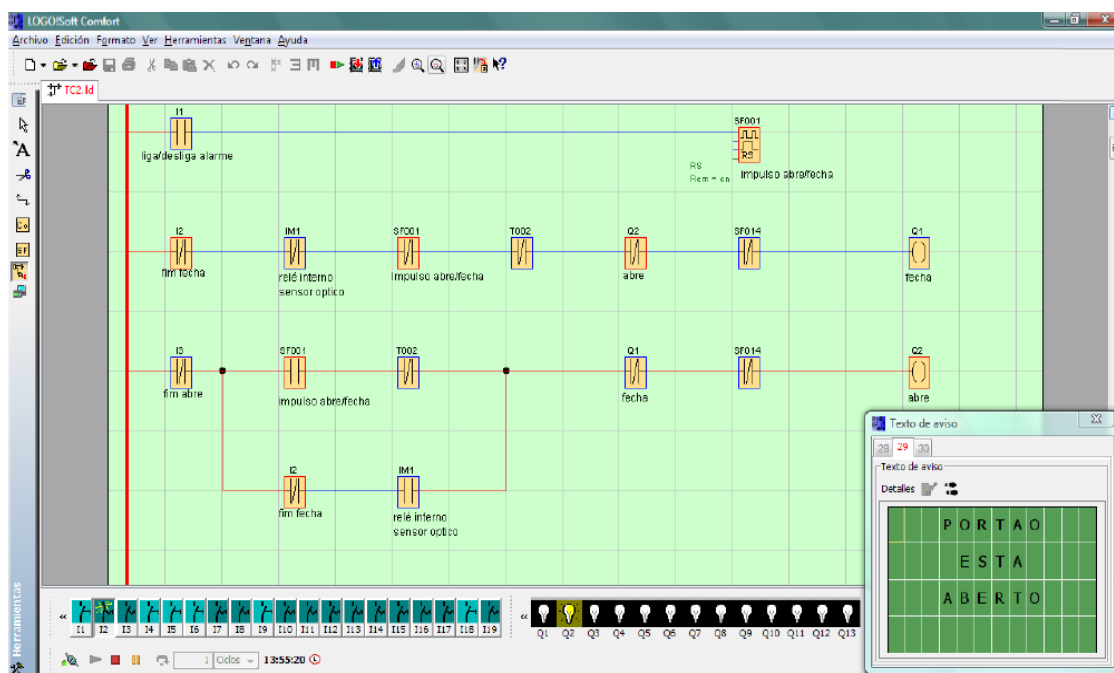 LOGO!Soft Comfort
Archivo Edición Formato Ver Herramientas Ventana Ayuda
TC2.ld
I1
SF001
liga/desliga alarme
RS
Rem = on
RS
impulso abre/fecha
I2 IM1 SF001 T002 Q2 SF014 Q1
fim fecha
relé interno
sensor optico
impulso abre/fecha
abre
fecha
I3 SF001 T002 Q1 SF014 Q2
fim abre
impulso abre/fecha
fecha
abre
I2 IM1
fim fecha
relé interno
sensor optico
Co
SF
Herramientas
Texto de aviso
28 29 30
Texto de aviso
Detalles
PORTAO
ESTA
ABERTO
I1 I2 I3 I4 I5 I6 I7 I8 I9 I10 I11 I12 I13 I14 I15 I16 I17 I18 I19
Q1 Q2 Q3 Q4 Q5 Q6 Q7 Q8 Q9 Q10 Q11 Q12 Q13
1 Ciclos 13:55:20